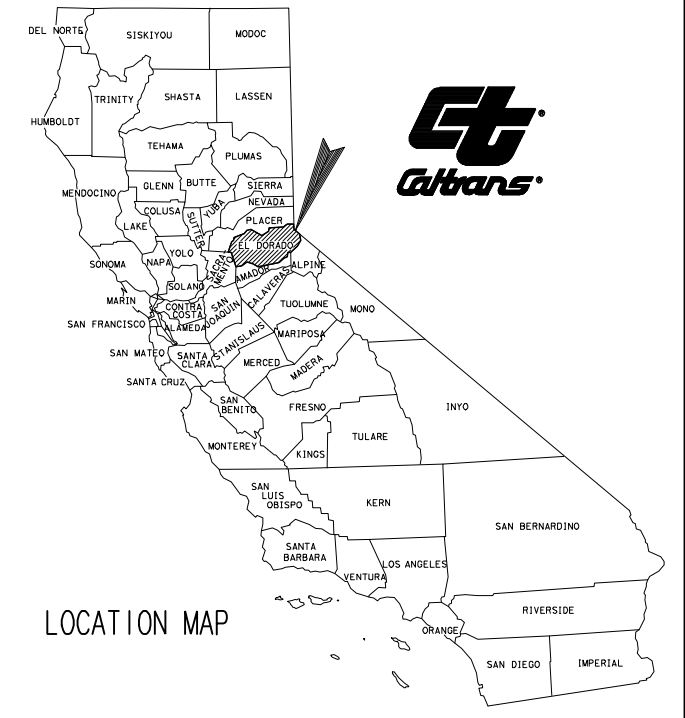 DEL NORTE
SISKIYOU
MODOC
TRINITY
SHASTA
LASSEN
HUMBOLDT
TEHAMA
PLUMAS
Ct®
Caltrans®
MENDOCINO
GLENN
BUTTE
SIERRA
NEVADA
COLUSA
SUTTER
YUBA
PLACER
LAKE
EL DORADO
SONOMA
NAPA
YOLO
SACRA
MENTO
AMADOR
ALPINE
SOLANO
CALAVERAS
MARIN
CONTRA
COSTA
SAN
JOAQUIN
TUOLUMNE
MONO
SAN FRANCISCO
ALAMEDA
STANISLAUS
MARIPOSA
SAN MATEO
SANTA
CLARA
MERCED
MADERA
SANTA CRUZ
SAN
BENITO
FRESNO
INYO
MONTEREY
KINGS
TULARE
SAN
LUIS
OBISPO
KERN
SAN BERNARDINO
SANTA
BARBARA
VENTURA
LOS ANGELES
RIVERSIDE
ORANGE
LOCATION MAP
SAN DIEGO
IMPERIAL